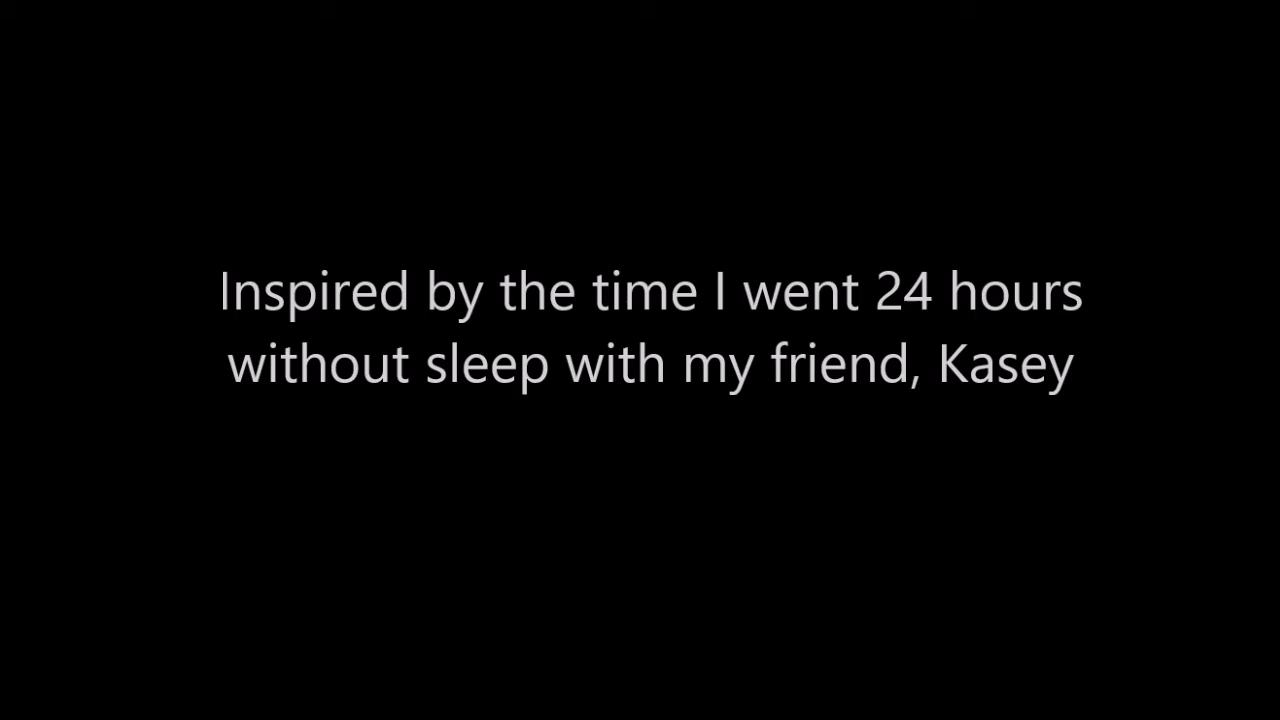 Inspired by the time I went 24 hours
without sleep with my friend, Kasey